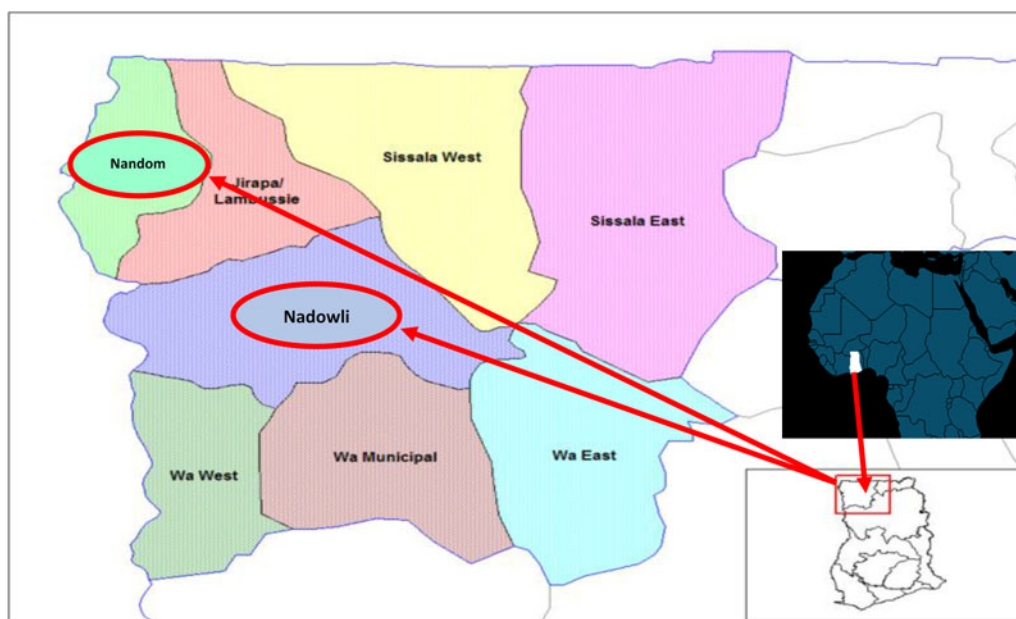 Nandom
Sissala West
Jirapa/
Lambussie
Sissala East
Nadowli
Wa West
Wa Municipal
Wa East